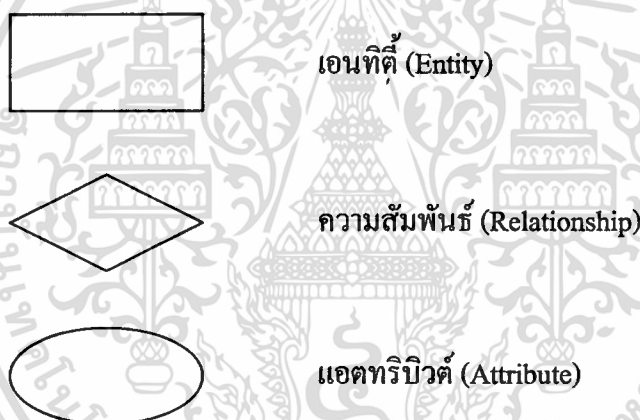 เอนทิตี้ (Entity)
ความสัมพันธ์ (Relationship)
แอตทริบิวต์ (Attribute)